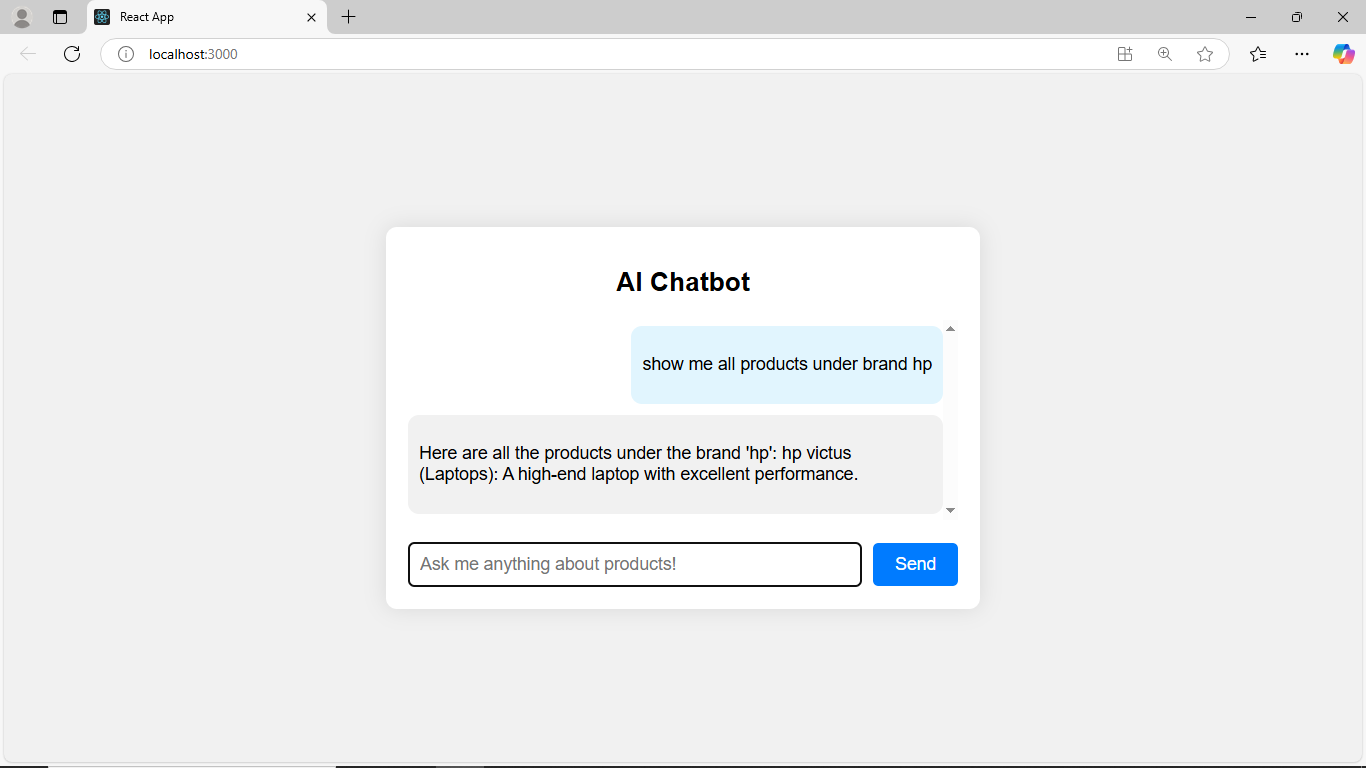 React App
localhost:3000
AI Chatbot
show me all products under brand hp
Here are all the products under the brand 'hp': hp victus
(Laptops): A high-end laptop with excellent performance.
Ask me anything about products!
Send